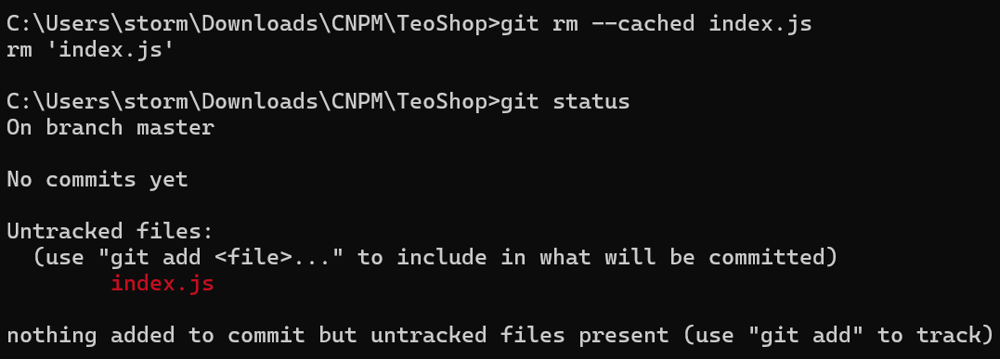 C:\Users\storm\Downloads\CNPM\TeoShop>git rm --cached index.js
rm 'index.js'
C:\Users\storm\Downloads\CNPM\TeoShop>git status
On branch master
No commits yet
Untracked files:
  (use "git add <file>..." to include in what will be committed)
        index.js
nothing added to commit but untracked files present (use "git add" to track)